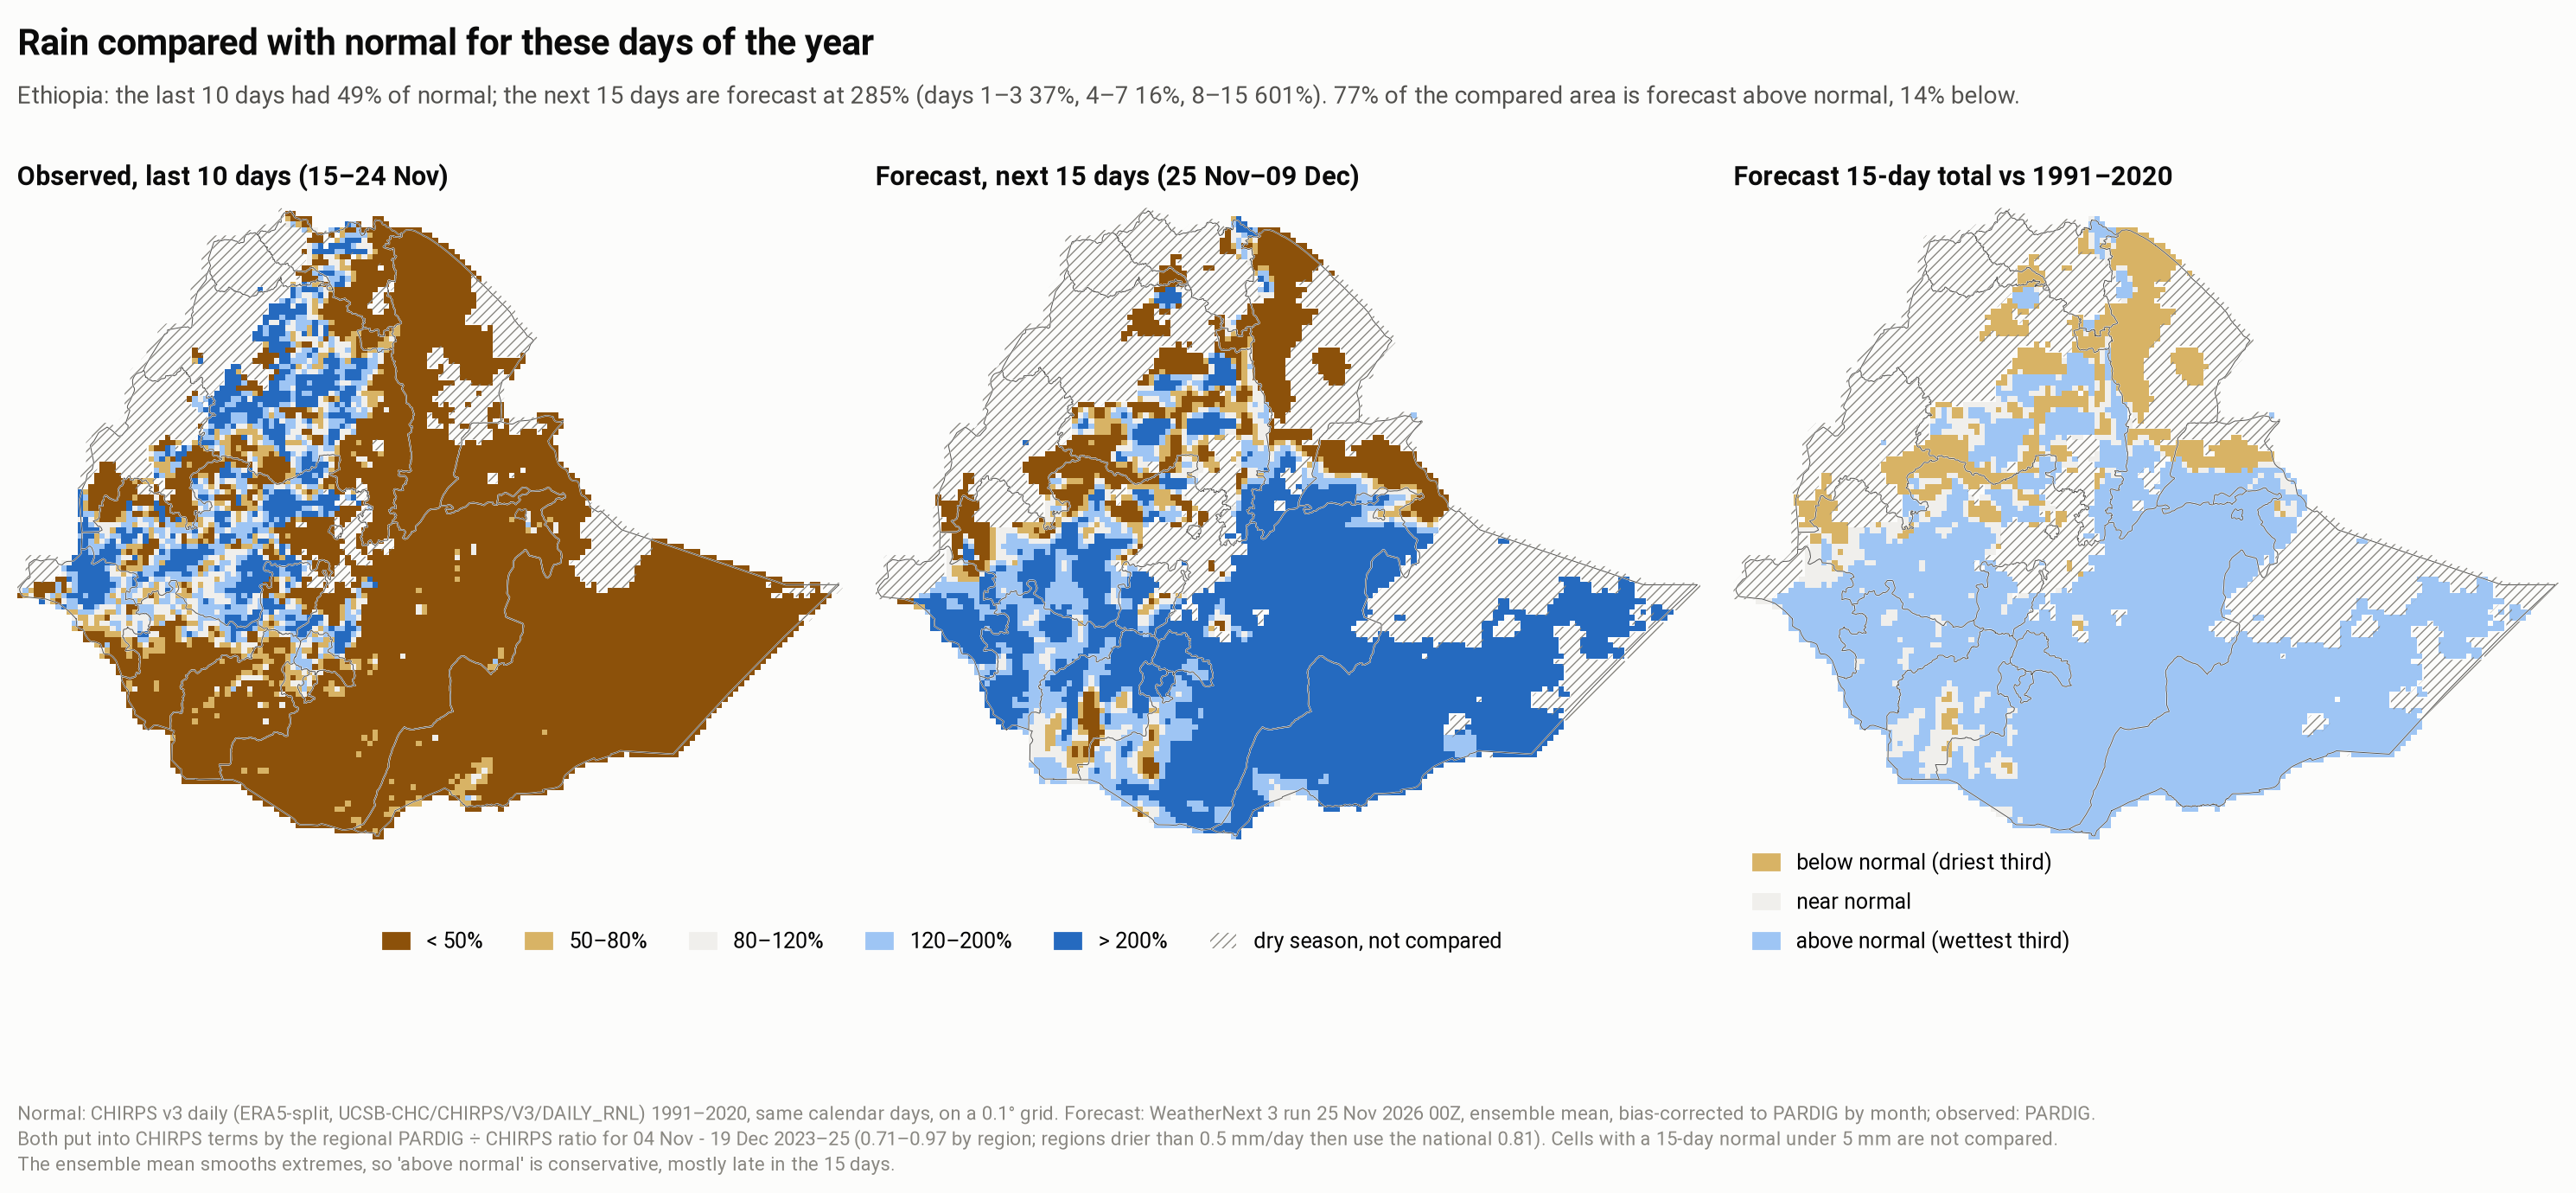 Rain compared with normal for these days of the year
Ethiopia: the last 10 days had 49% of normal; the next 15 days are forecast at 285% (days 1–3 37%, 4–7 16%, 8–15 601%). 77% of the compared area is forecast above normal, 14% below.
Observed, last 10 days (15–24 Nov)
Forecast, next 15 days (25 Nov–09 Dec)
Forecast 15-day total vs 1991–2020
below normal (driest third)
near normal
above normal (wettest third)
< 50%
50–80%
80–120%
120–200%
> 200%
dry season, not compared
Normal: CHIRPS v3 daily (ERA5-split, UCSB-CHC/CHIRPS/V3/DAILY_RNL) 1991–2020, same calendar days, on a 0.1° grid. Forecast: WeatherNext 3 run 25 Nov 2026 00Z, ensemble mean, bias-corrected to PARDIG by month; observed: PARDIG.
Both put into CHIRPS terms by the regional PARDIG ÷ CHIRPS ratio for 04 Nov - 19 Dec 2023–25 (0.71–0.97 by region; regions drier than 0.5 mm/day then use the national 0.81). Cells with a 15-day normal under 5 mm are not compared.
The ensemble mean smooths extremes, so 'above normal' is conservative, mostly late in the 15 days.